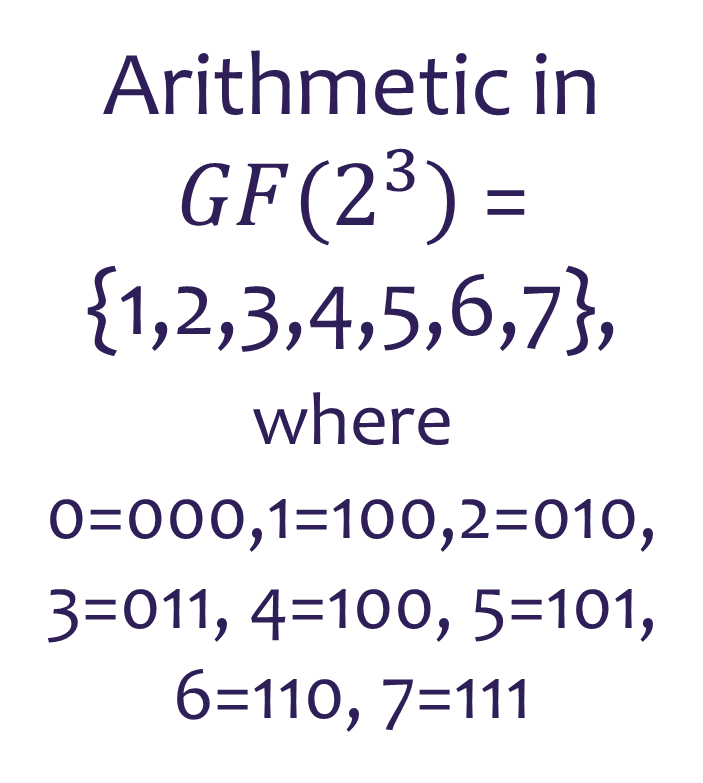 Arithmetic in
GF(2³) =
{1,2,3,4,5,6,7},
where
0=000,1=100,2=010,
3=011, 4=100, 5=101,
6=110, 7=111